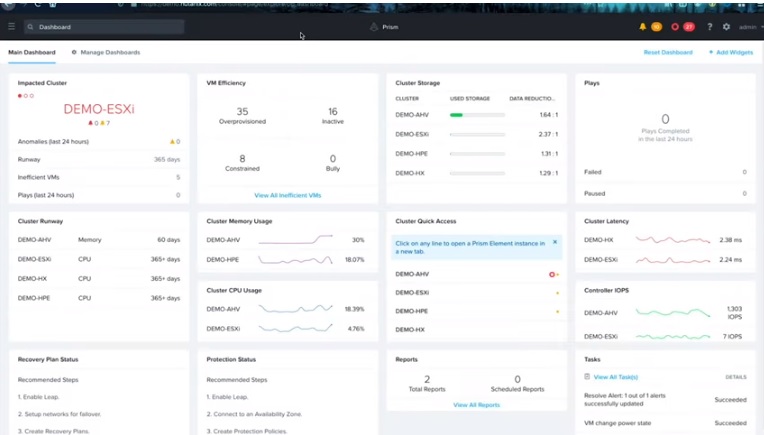 Dashboard
Prism
10
27
?
admin
Main Dashboard
Manage Dashboards
Reset Dashboard
+ Add Widgets
Impacted Cluster
DEMO-ESXi
0 7
Anomalies (last 24 hours) 0
Runway 365 days
Inefficient VMs 5
Plays (last 24 hours) 0
VM Efficiency
35 16
Overprovisioned Inactive
8 0
Constrained Bully
View All Inefficient VMs
Cluster Storage
CLUSTER USED STORAGE DATA REDUCTIO...
DEMO-AHV 1.64 : 1
DEMO-ESXi 2.37 : 1
DEMO-HPE 1.31 : 1
DEMO-HX 1.29 : 1
Plays
0
Plays Completed
in the last 24 hours
Failed 0
Paused 0
Cluster Runway
DEMO-AHV Memory 60 days
DEMO-ESXi CPU 365+ days
DEMO-HX CPU 365+ days
DEMO-HPE CPU 365+ days
Cluster Memory Usage
DEMO-AHV 30%
DEMO-HPE 18.07%
Cluster CPU Usage
DEMO-AHV 18.39%
DEMO-ESXi 4.76%
Cluster Quick Access
Click on any line to open a Prism Element instance in
a new tab.
DEMO-AHV
DEMO-ESXi
DEMO-HPE
DEMO-HX
Cluster Latency
DEMO-HX 2.38 ms
DEMO-ESXi 2.24 ms
Controller IOPS
DEMO-AHV 1,303
IOPS
DEMO-ESXi 7 IOPS
Recovery Plan Status
Recommended Steps
1. Enable Leap.
2. Setup networks for failover
3. Create Recovery Plans.
Protection Status
Recommended Steps
1. Enable Leap.
2. Connect to an Availability Zone.
3. Create Protection Policies.
Reports
2 0
Total Reports Scheduled Reports
View All Reports
Tasks
View All Task(s) DETAILS
Resolve Alert: 1 out of 1 alerts
successfully updated Succeeded
VM change power state Succeeded